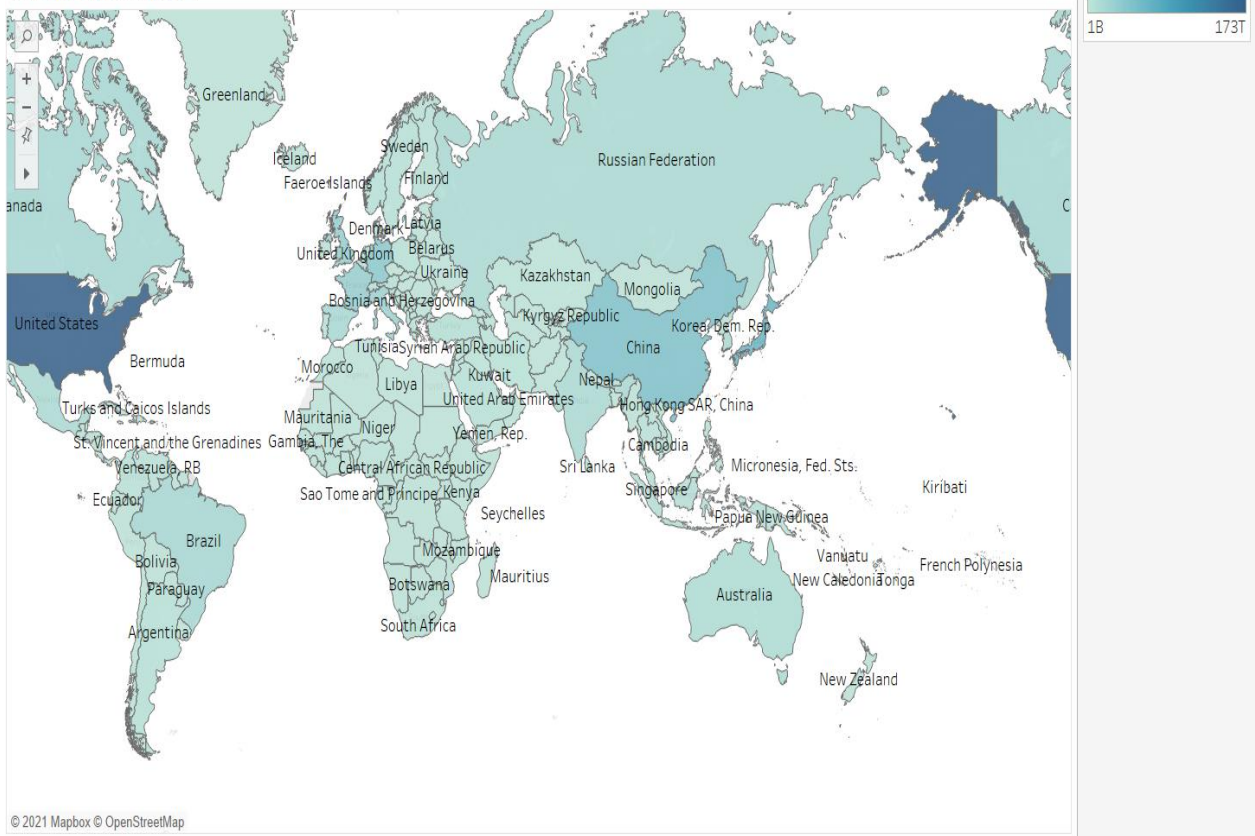 1B 173T
Greenland
Iceland
Sweden
Faeroe Islands
Finland
Russian Federation
anada
C
Denmark
Latvia
United Kingdom
Belarus
Ukraine
Kazakhstan
Mongolia
Bosnia and Herzegovina
Kyrgyz Republic
United States
Korea, Dem. Rep.
China
Tunisia
Syrian Arab Republic
Bermuda
Morocco
Kuwait
Nepal
Libya
United Arab Emirates
Hong Kong SAR, China
Turks and Caicos Islands
Mauritania
Niger
Yemen, Rep.
St. Vincent and the Grenadines
Gambia, The
Cambodia
Venezuela, RB
Central African Republic
Sri Lanka
Micronesia, Fed. Sts.
Ecuador
Sao Tome and Principe
Kenya
Singapore
Kiribati
Seychelles
Papua New Guinea
Brazil
Mozambique
Vanuatu
Bolivia
French Polynesia
Paraguay
Botswana
Mauritius
New Caledonia
Tonga
Australia
Argentina
South Africa
New Zealand
© 2021 Mapbox © OpenStreetMap